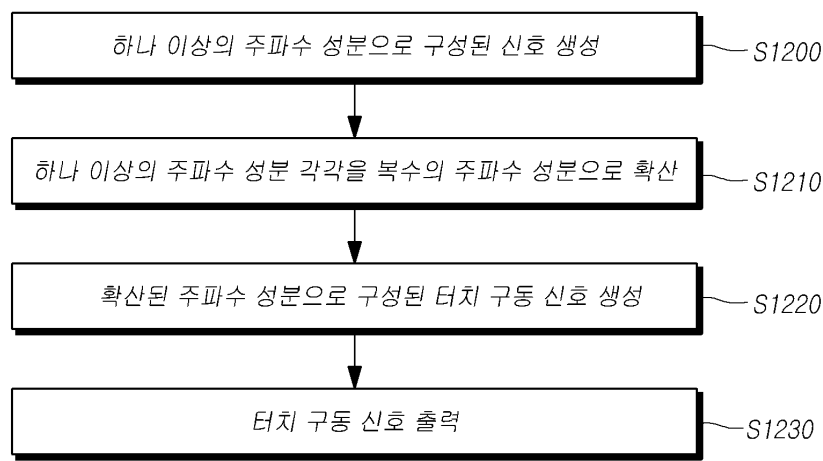 하나 이상의 주파수 성분으로 구성된 신호 생성
S1200
하나 이상의 주파수 성분 각각을 복수의 주파수 성분으로 확산
S1210
확산된 주파수 성분으로 구성된 터치 구동 신호 생성
S1220
터치 구동 신호 출력
S1230